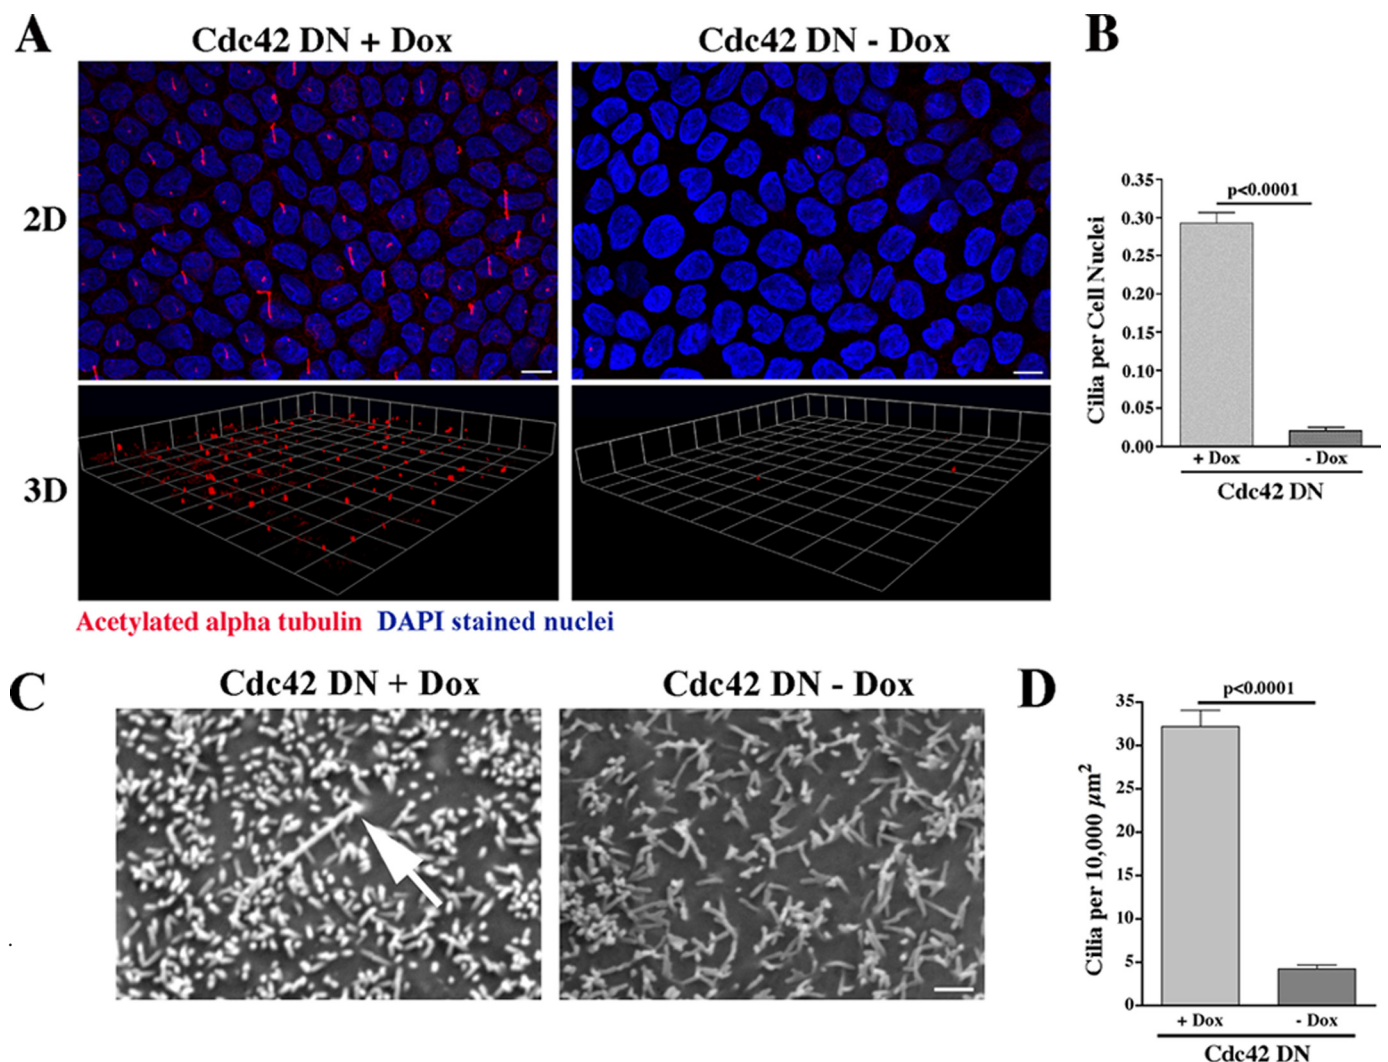 A
Cdc42 DN + Dox
Cdc42 DN - Dox
2D
3D
Acetylated alpha tubulin DAPI stained nuclei
B
Cilia per Cell Nuclei
0.35
0.30
0.25
0.20
0.15
0.10
0.05
0.00
p<0.0001
+ Dox
- Dox
Cdc42 DN
C
Cdc42 DN + Dox
Cdc42 DN - Dox
D
Cilia per 10,000 µm²
35
30
25
20
15
10
5
0
p<0.0001
+ Dox
- Dox
Cdc42 DN